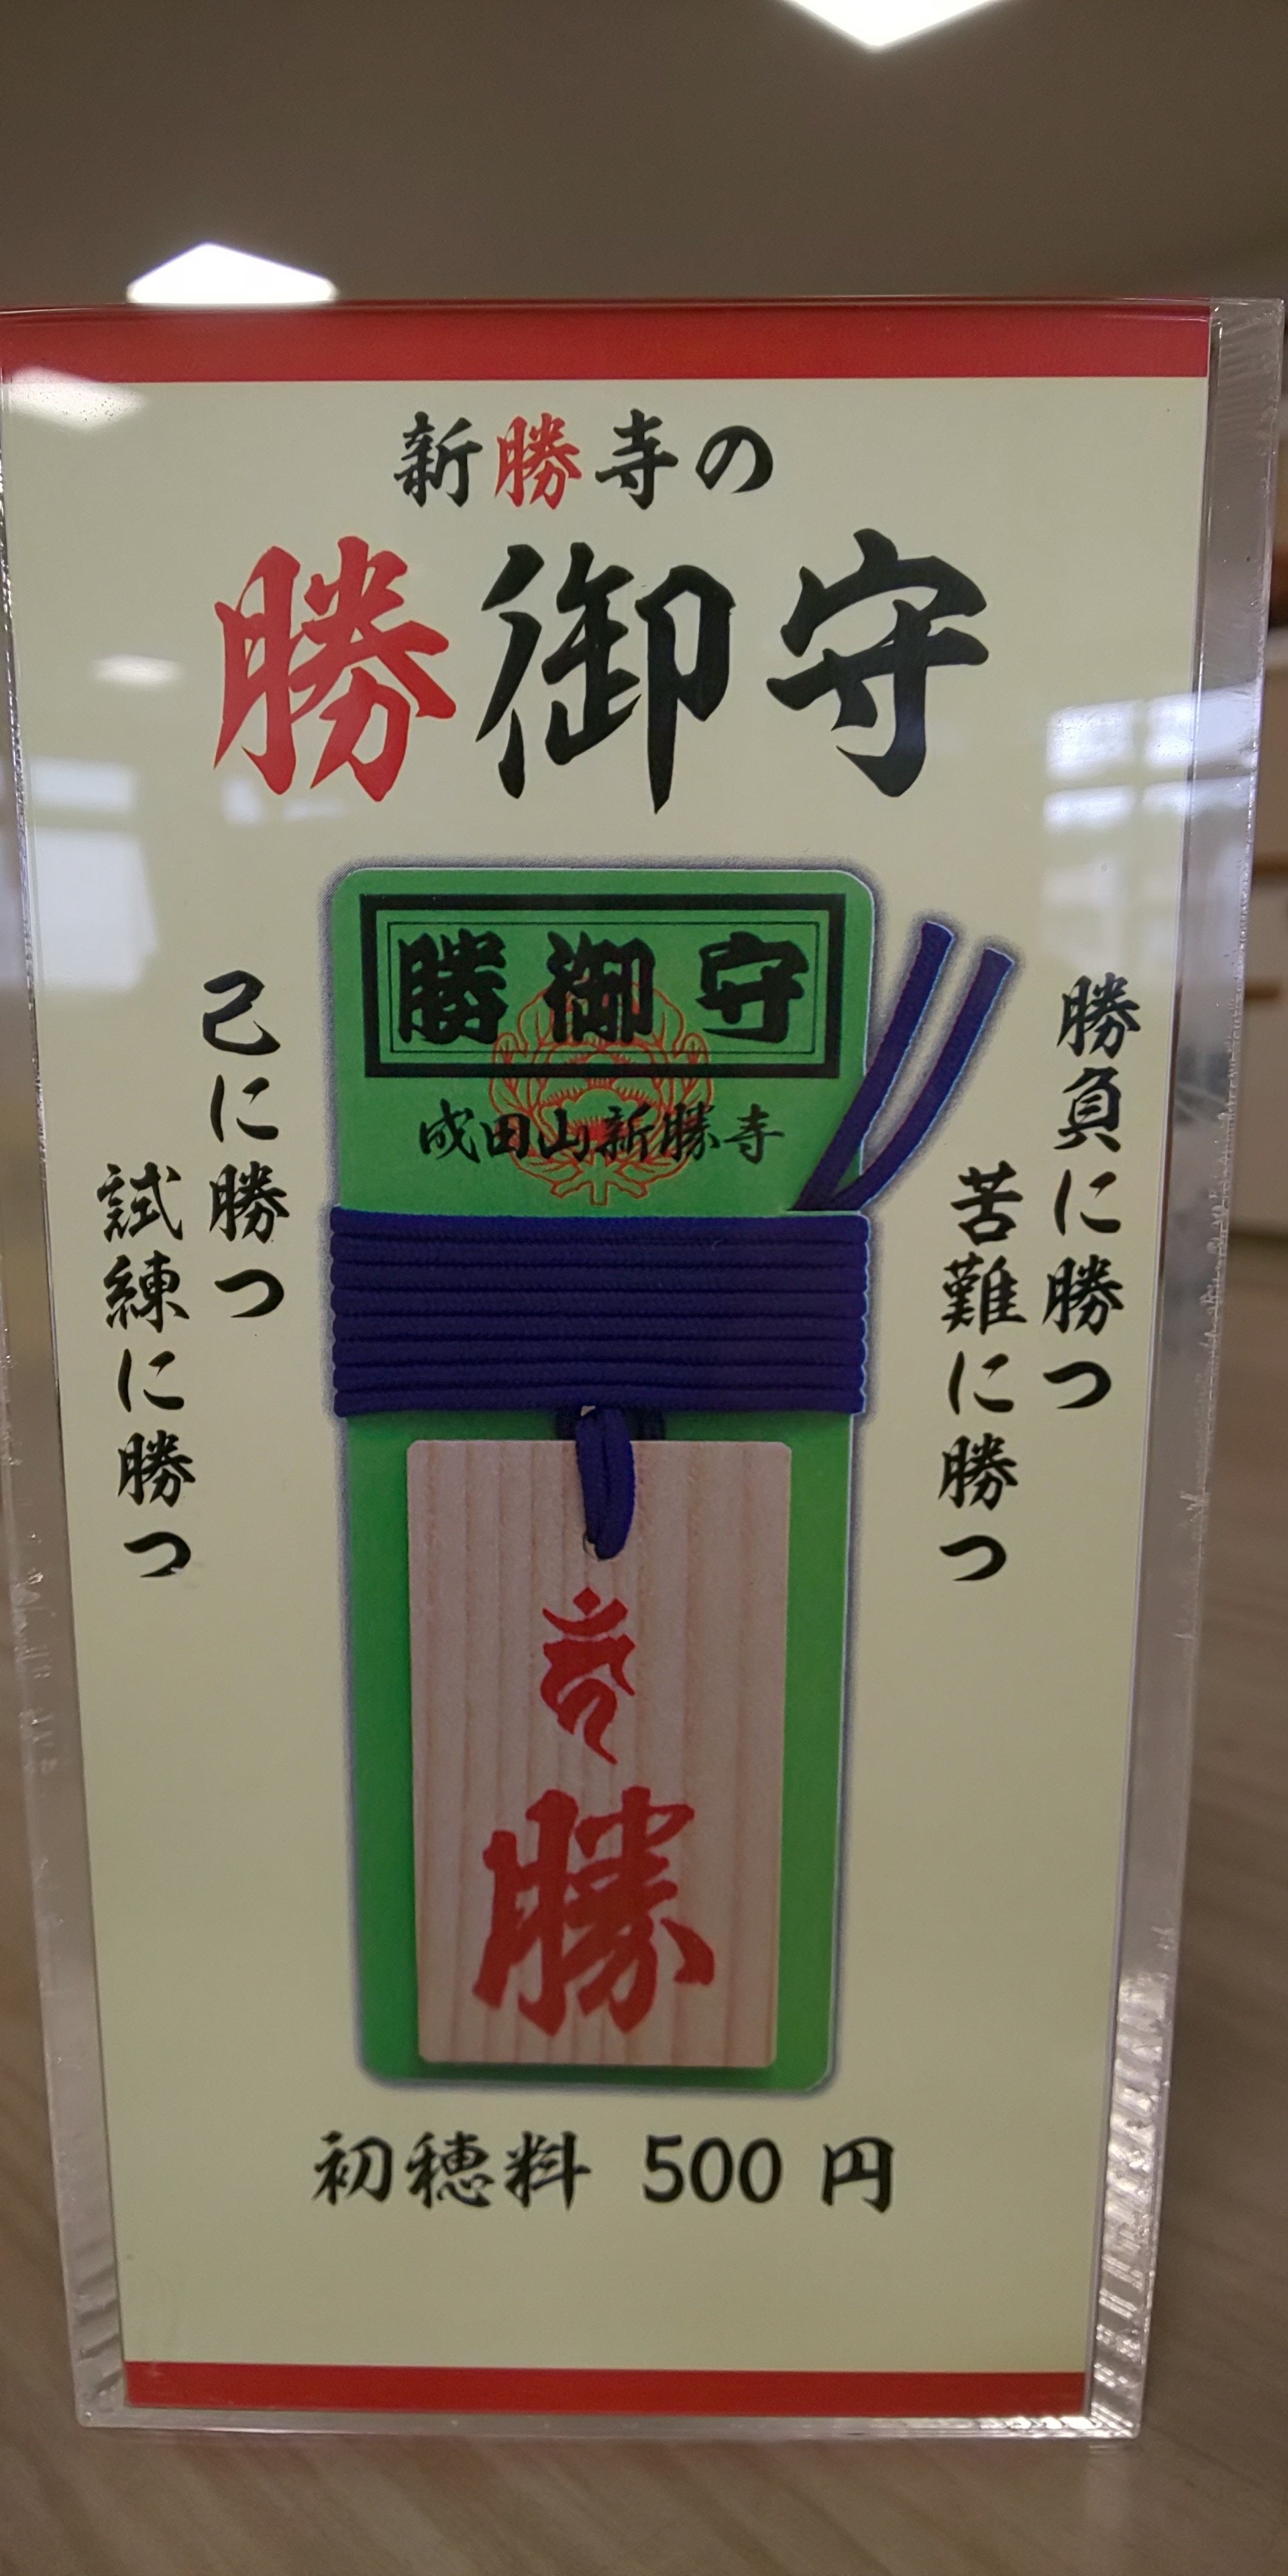 新勝寺の
勝御守
勝負に勝つ
苦難に勝つ
己に勝つ
試練に勝つ
勝御守
成田山新勝寺
勝
初穂料 500 円